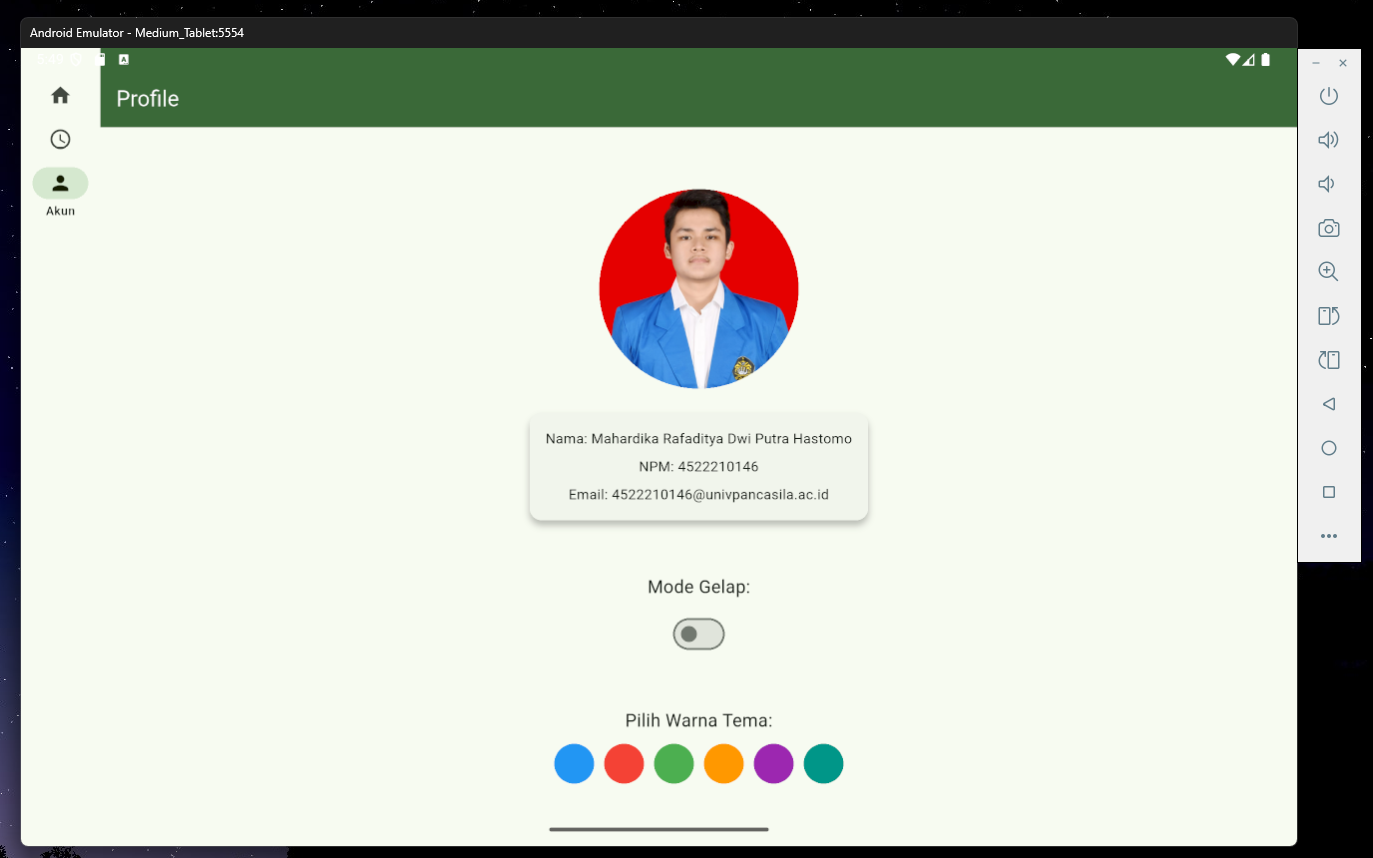 Android Emulator - Medium_Tablet:5554
Profile
Akun
Nama: Mahardika Rafaditya Dwi Putra Hastomo
NPM: 4522210146
Email: 4522210146@univpancasila.ac.id
Mode Gelap:
Pilih Warna Tema: